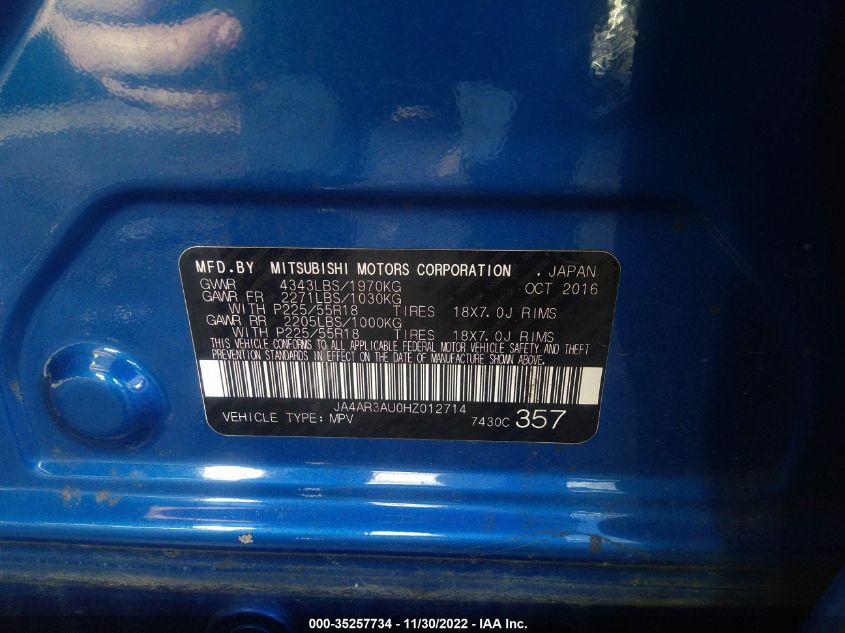 MFD.BY MITSUBISHI MOTORS CORPORATION . JAPAN
GVWR 4343LBS/1970KG OCT 2016
GAWR FR 2271LBS/1030KG
WITH P225/55R18 TIRES 18X7.0J RIMS
GAWR RR 2205LBS/1000KG
WITH P225/55R18 TIRES 18X7.0J RIMS
THIS VEHICLE CONFORMS TO ALL APPLICABLE FEDERAL MOTOR VEHICLE SAFETY AND THEFT
PREVENTION STANDARDS IN EFFECT ON THE DATE OF MANUFACTURE SHOWN ABOVE.
JA4AR3AU0HZ012714
VEHICLE TYPE: MPV 7430C 357
000-35257734 - 11/30/2022 - IAA Inc.